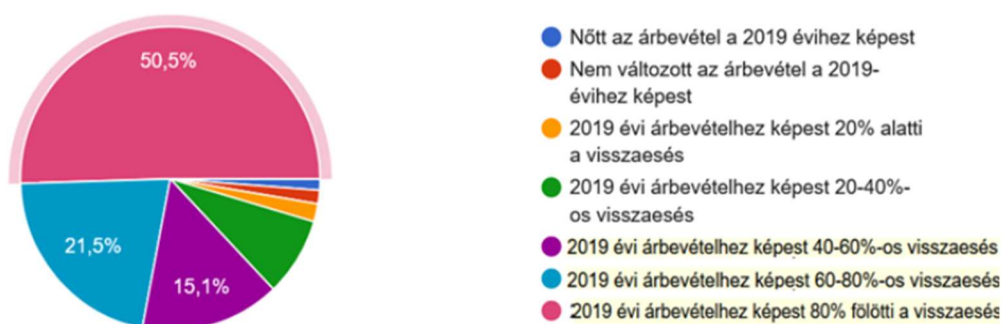 50,5%
21,5%
15,1%
Nőtt az árbevétel a 2019 évihez képest
Nem változott az árbevétel a 2019-
évihez képest
2019 évi árbevételhez képest 20% alatti
a visszaesés
2019 évi árbevételhez képest 20-40%-
os visszaesés
2019 évi árbevételhez képest 40-60%-os visszaesés
2019 évi árbevételhez képest 60-80%-os visszaesés
2019 évi árbevételhez képest 80% fölötti a visszaesés